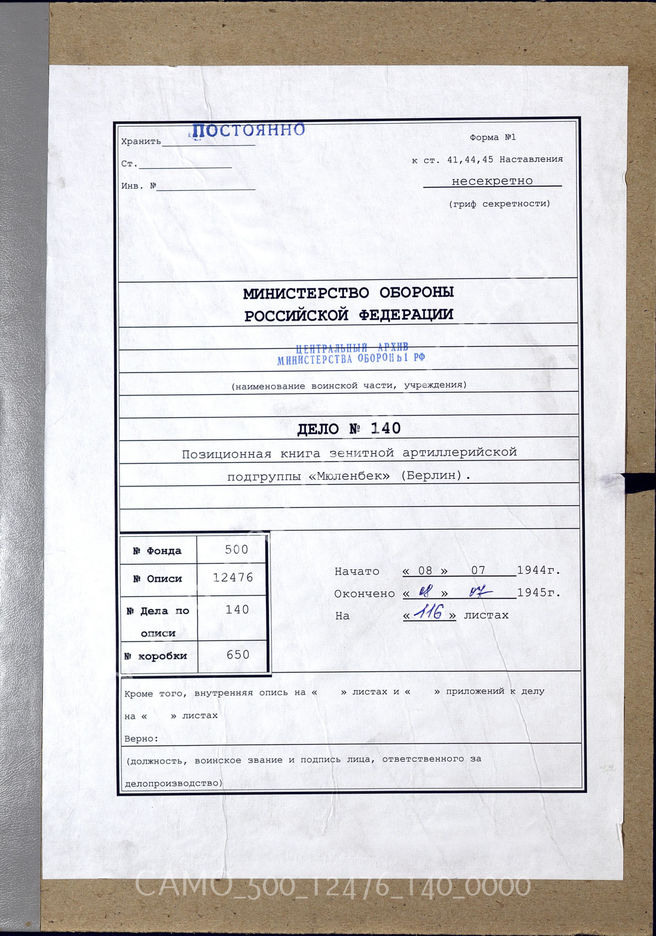 Хранить ПОСТОЯННО
Форма №1
Ст.
к ст. 41,44,45 Наставления
Инв. №
несекретно
(гриф секретности)
МИНИСТЕРСТВО ОБОРОНЫ
РОССИЙСКОЙ ФЕДЕРАЦИИ
ЦЕНТРАЛЬНЫЙ АРХИВ
МИНИСТЕРСТВА ОБОРОНЫ РФ
(наименование воинской части, учреждения)
ДЕЛО № 140
Позиционная книга зенитной артиллерийской
подгруппы «Мюленбек» (Берлин).
№ Фонда 500
№ Описи 12476
№ Дела по описи 140
№ коробки 650
Начато « 08 » 07 1944г.
Окончено « » 1945г.
На « 116 » листах
Кроме того, внутренняя опись на « » листах и « » приложений к делу
на « » листах
Верно:
(должность, воинское звание и подпись лица, ответственного за
делопроизводство)
CAMO_500_12476_140_0000